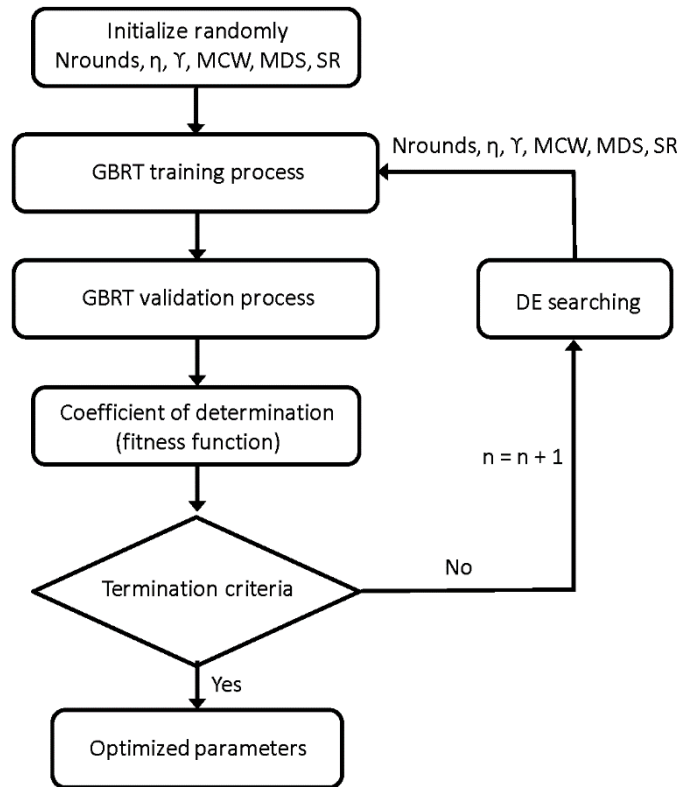 Initialize randomly
Nrounds, η, ϒ, MCW, MDS, SR
Nrounds, η, ϒ, MCW, MDS, SR
GBRT training process
GBRT validation process
DE searching
Coefficient of determination
(fitness function)
n = n + 1
Termination criteria
No
Yes
Optimized parameters